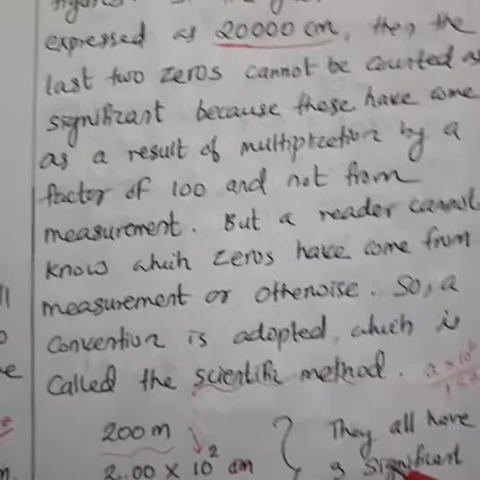 expressed as 20000 cm, then the
last two zeros cannot be counted as
significant because these have come
as a result of multiplication by a
factor of 100 and not from
measurement. But a reader cannot
know which zeros have come from
measurement or otherwise. So, a
convention is adopted, which is
called the scientific method.
200 m
2.00 × 10² cm
They all have
3 significant